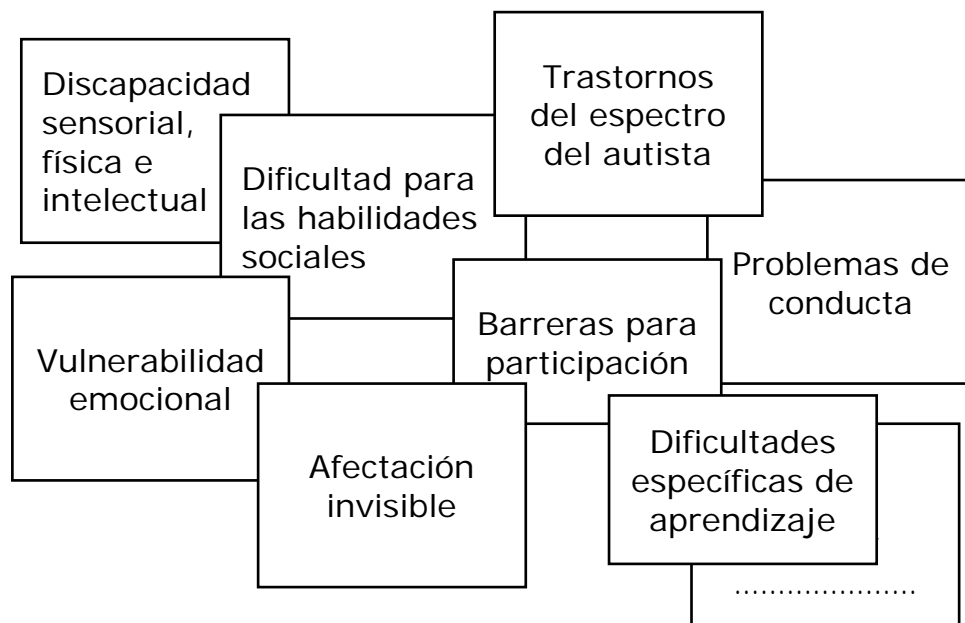 Discapacidad
sensorial,
física e
intelectual
Trastornos
del espectro
del autista
Dificultad para
las habilidades
sociales
Problemas de
conducta
Barreras para
participación
Vulnerabilidad
emocional
Afectación
invisible
Dificultades
específicas de
aprendizaje
.....................